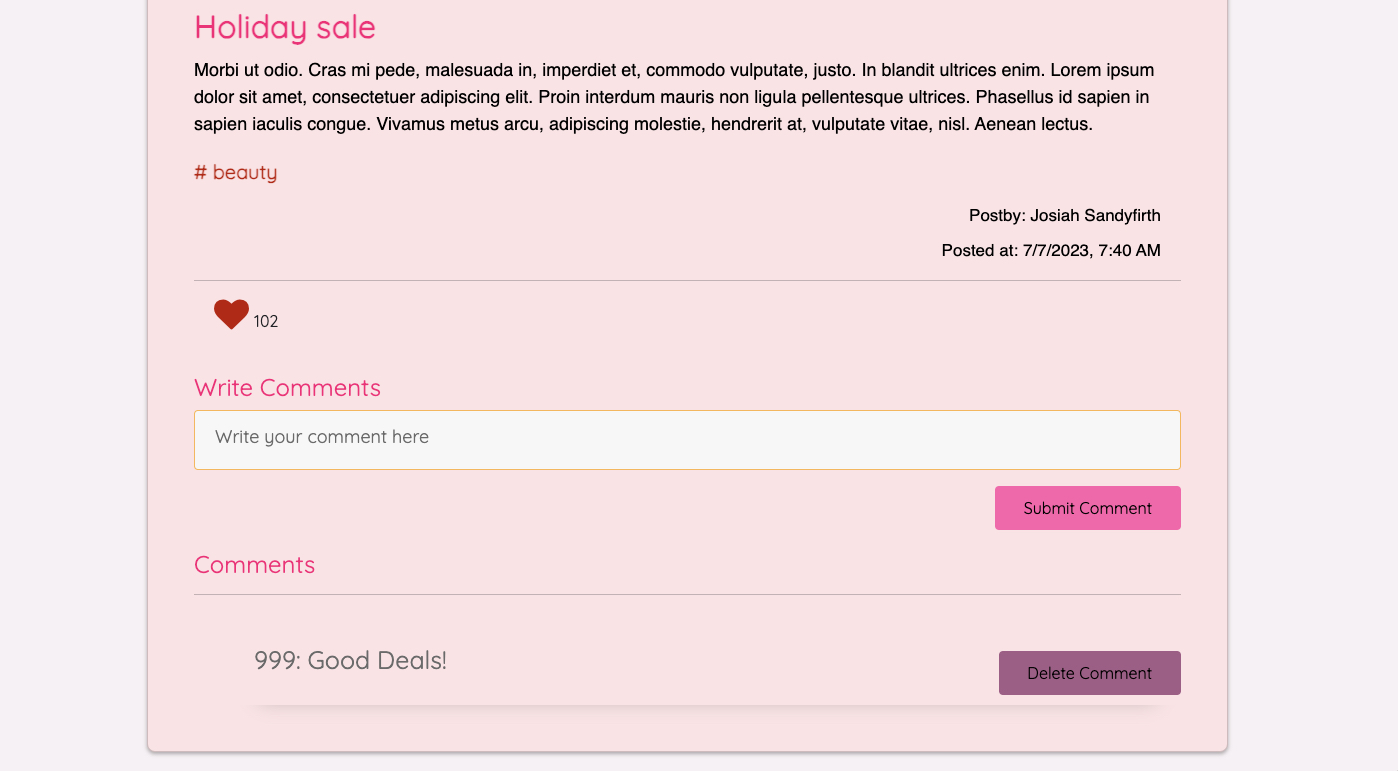 Holiday sale
Morbi ut odio. Cras mi pede, malesuada in, imperdiet et, commodo vulputate, justo. In blandit ultrices enim. Lorem ipsum
dolor sit amet, consectetuer adipiscing elit. Proin interdum mauris non ligula pellentesque ultrices. Phasellus id sapien in
sapien iaculis congue. Vivamus metus arcu, adipiscing molestie, hendrerit at, vulputate vitae, nisl. Aenean lectus.
# beauty
Postby: Josiah Sandyfirth
Posted at: 7/7/2023, 7:40 AM
102
Write Comments
Write your comment here
Submit Comment
Comments
999: Good Deals!
Delete Comment